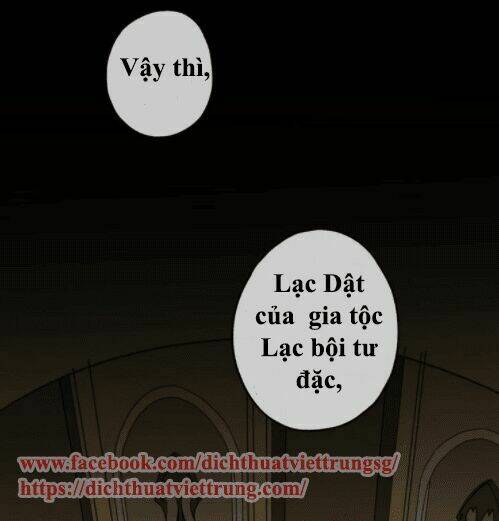 Vậy thì,
Lạc Dật
của gia tộc
Lạc bội tư
đặc,
www.facebook.com/dichthuatviettrungsg/
https://dichthuatviettrung.com/